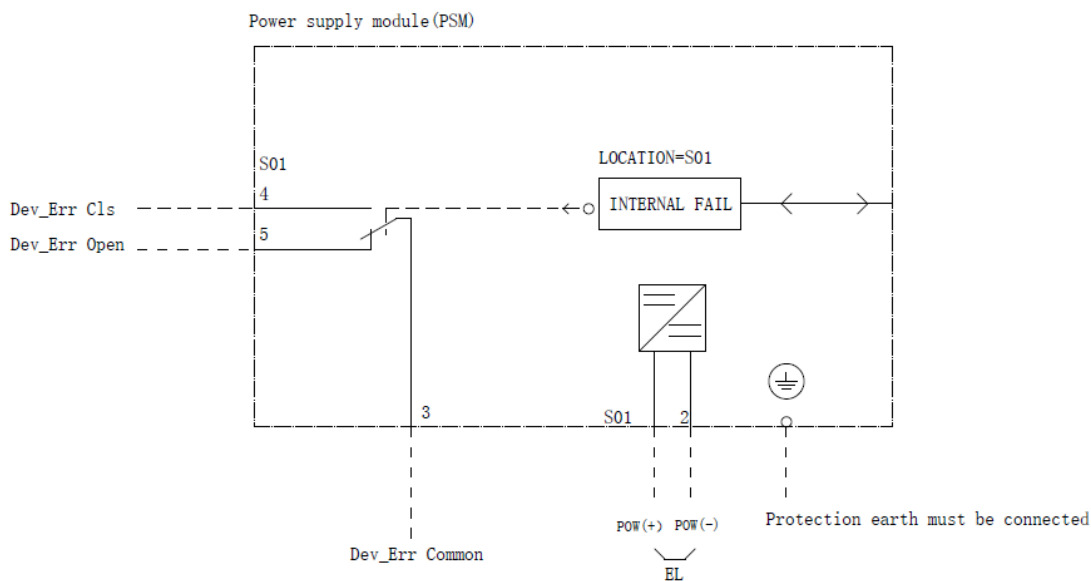 Power supply module(PSM)
S01
LOCATION=S01
4
INTERNAL FAIL
Dev_Err Cls
5
Dev_Err Open
3
S01
2
POW(+) POW(-)
Protection earth must be connected
Dev_Err Common
EL